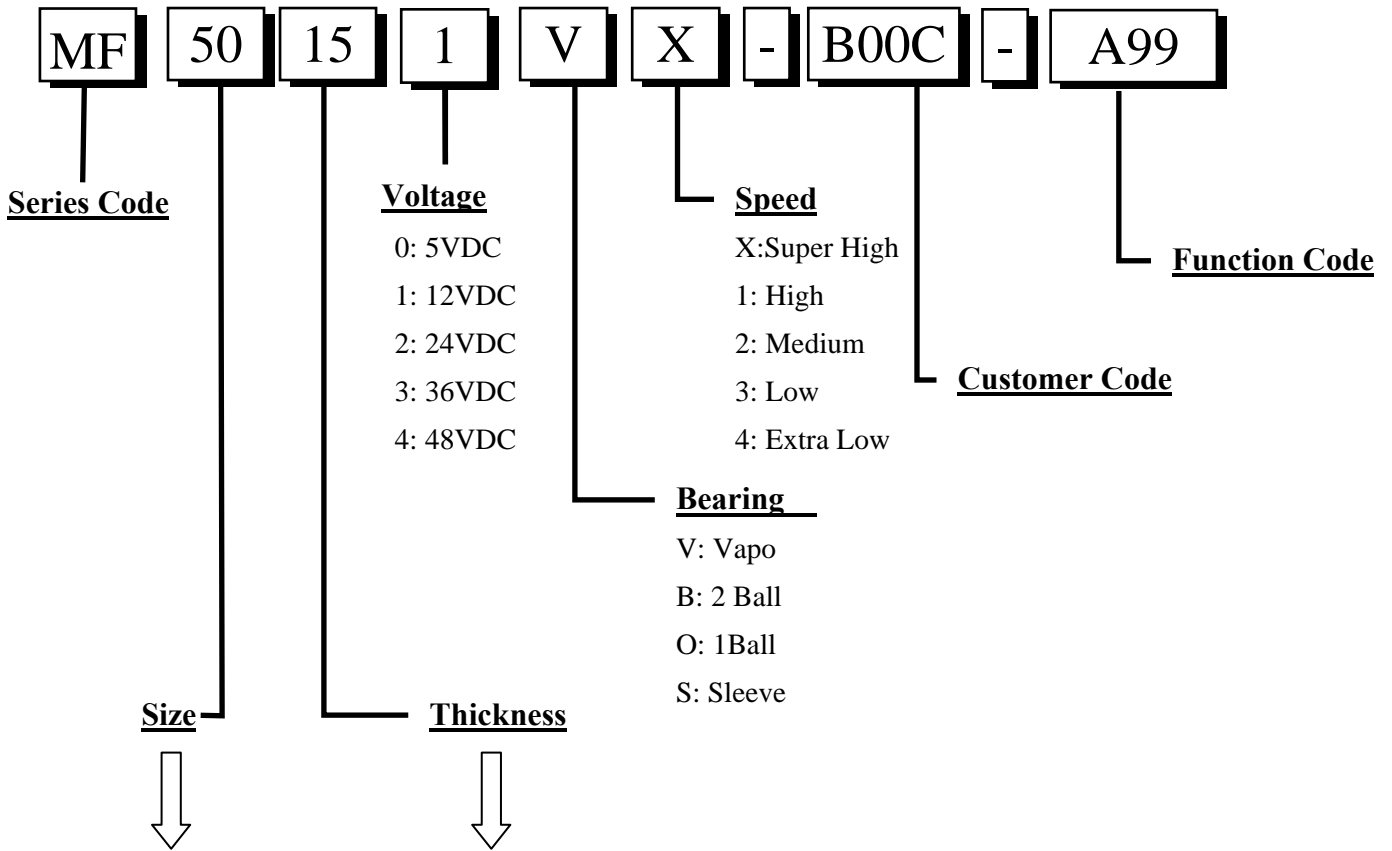 MF 50 15 1 V X - B00C - A99
Series Code
Voltage
0: 5VDC
1: 12VDC
2: 24VDC
3: 36VDC
4: 48VDC
Speed
X:Super High
1: High
2: Medium
3: Low
4: Extra Low
Function Code
Customer Code
Bearing
V: Vapo
B: 2 Ball
O: 1Ball
S: Sleeve
Size
Thickness